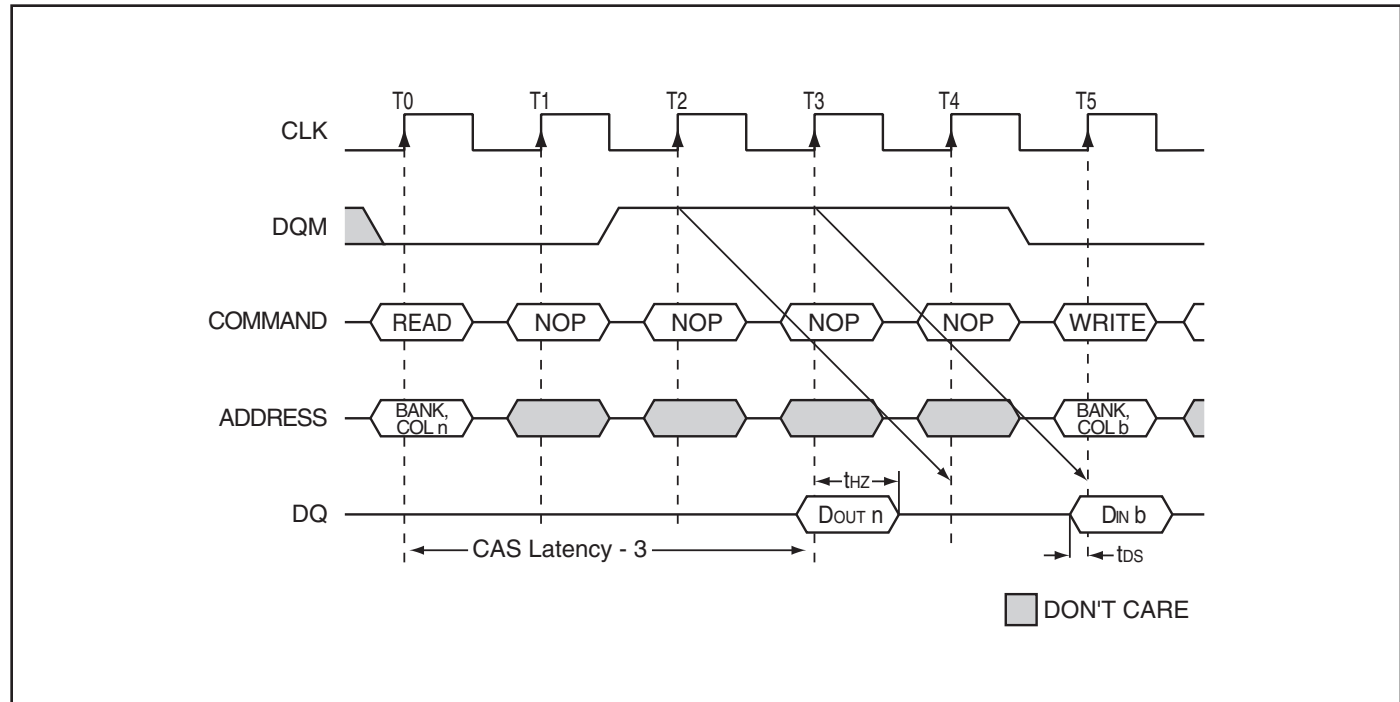 T0 T1 T2 T3 T4 T5
CLK
DQM
COMMAND READ NOP NOP NOP NOP WRITE
ADDRESS BANK, COL n BANK, COL b
tHZ
DQ DOUT n DIN b
CAS Latency - 3 tDS
DON'T CARE